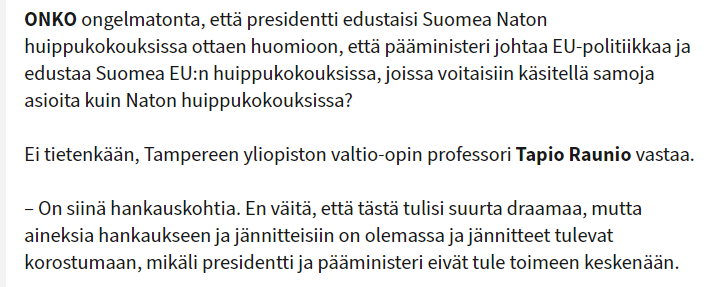 ONKO ongelmatonta, että presidentti edustaisi Suomea Naton
huippukokouksissa ottaen huomioon, että pääministeri johtaa EU-politiikkaa ja
edustaa Suomea EU:n huippukokouksissa, joissa voitaisiin käsitellä samoja
asioita kuin Naton huippukokouksissa?
Ei tietenkään, Tampereen yliopiston valtio-opin professori Tapio Raunio vastaa.
– On siinä hankauskohtia. En väitä, että tästä tulisi suurta draamaa, mutta
aineksia hankaukseen ja jännitteisiin on olemassa ja jännitteet tulevat
korostumaan, mikäli presidentti ja pääministeri eivät tule toimeen keskenään.